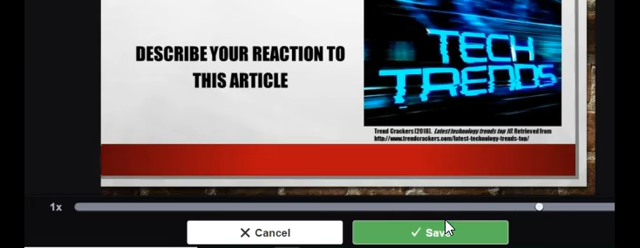 DESCRIBE YOUR REACTION TO
THIS ARTICLE
TECH
TRENDS
Trend Crackers (2018). Latest technology trends top 10. Retrieved from
http://www.trendcrackers.com/latest-technology-trends-top/
1x
✕ Cancel
✓ Save